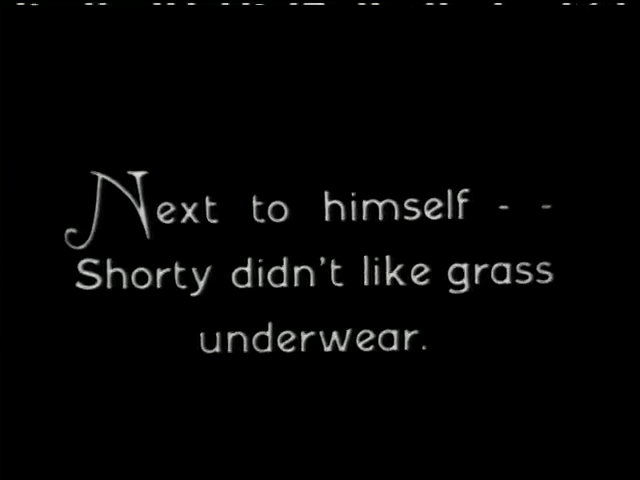 Next to himself - -
Shorty didn't like grass
underwear.